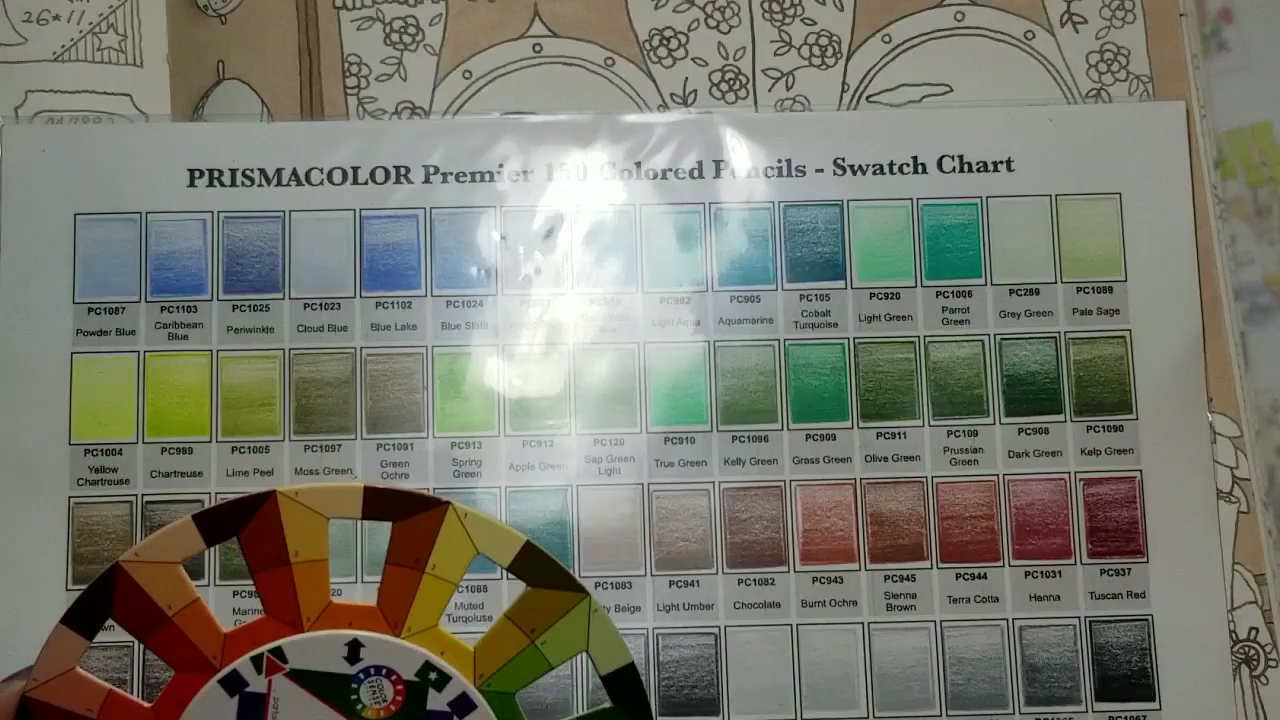 26*11
PRISMACOLOR Premier 150 Colored Pencils - Swatch Chart
PC1087 PC1103 PC1025 PC1023 PC1102 PC1024 PC992 PC905 PC105 PC920 PC1006 PC289 PC1089
Powder Blue Caribbean Blue Periwinkle Cloud Blue Blue Lake Blue Slate Light Aqua Aquamarine Cobalt Turquoise Light Green Parrot Green Grey Green Pale Sage
PC1004 PC989 PC1005 PC1097 PC1091 PC913 PC912 PC120 PC910 PC1096 PC909 PC911 PC109 PC908 PC1090
Yellow Chartreuse Chartreuse Lime Peel Moss Green Green Ochre Spring Green Apple Green Sap Green Light True Green Kelly Green Grass Green Olive Green Prussian Green Dark Green Kelp Green
PC1088 PC1083 PC941 PC1082 PC943 PC945 PC944 PC1031 PC937
Muted Turquoise Beige Light Umber Chocolate Burnt Ochre Sienna Brown Terra Cotta Henna Tuscan Red